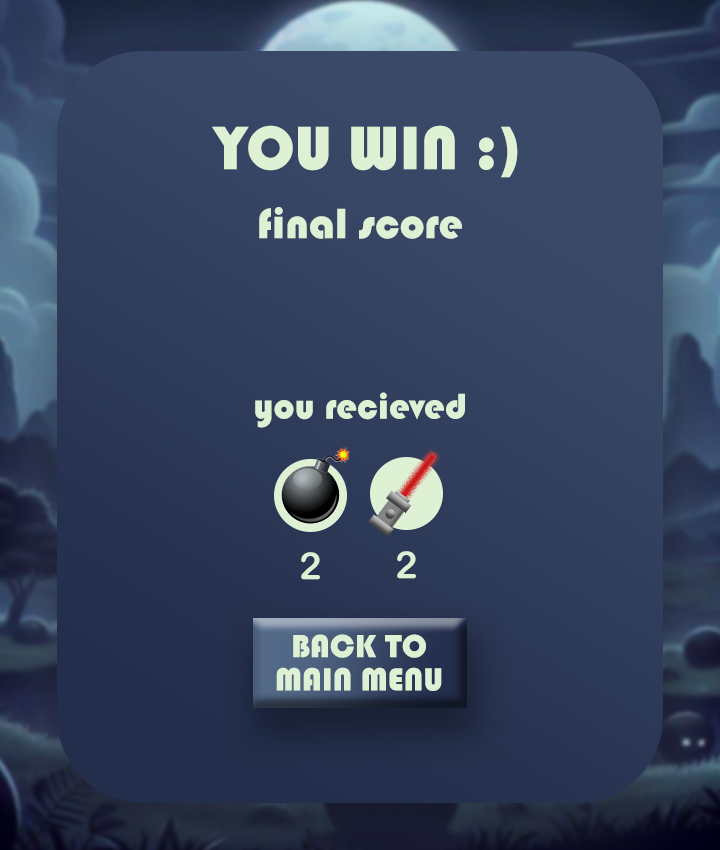 YOU WIN :)
final score
you recieved
2 2
BACK TO
MAIN MENU